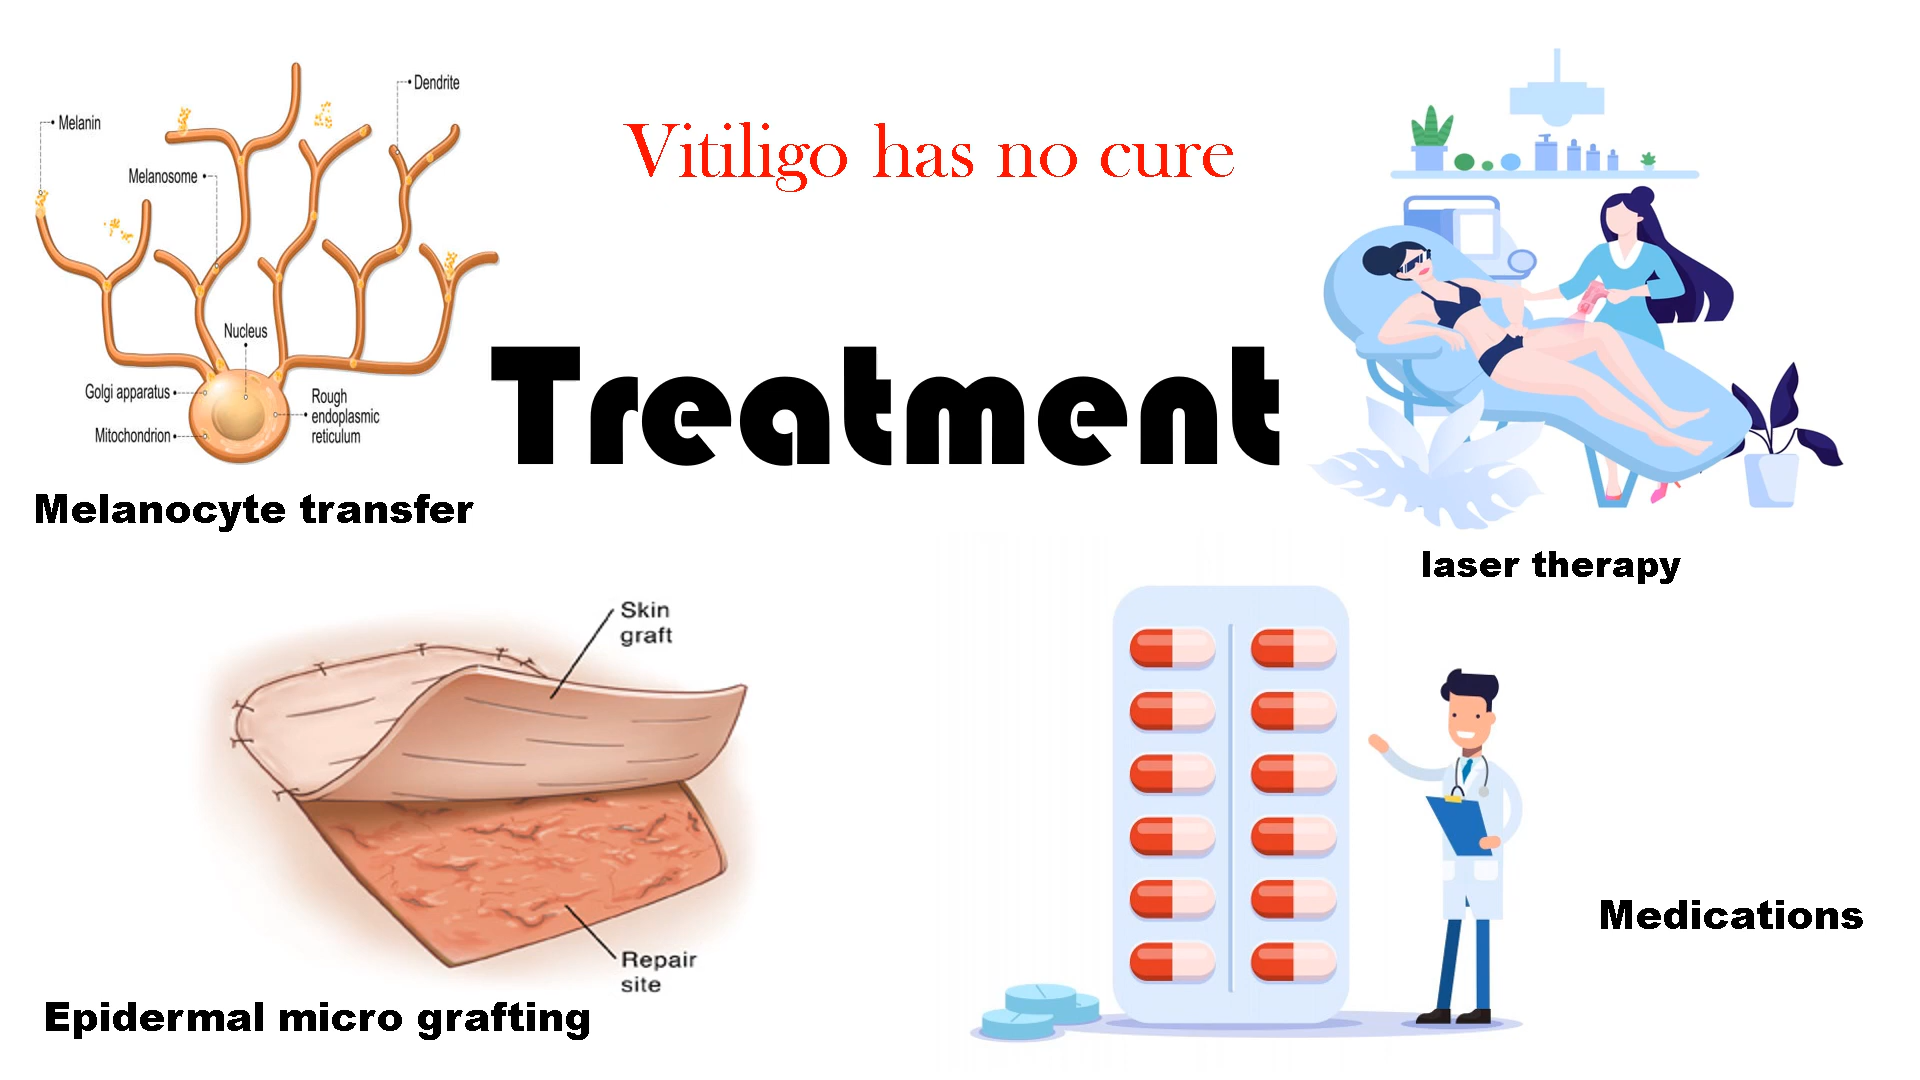 Vitiligo has no cure
Treatment
Melanin
Dendrite
Melanosome
Nucleus
Golgi apparatus
Mitochondrion
Rough
endoplasmic
reticulum
Melanocyte transfer
laser therapy
Skin
graft
Repair
site
Epidermal micro grafting
Medications